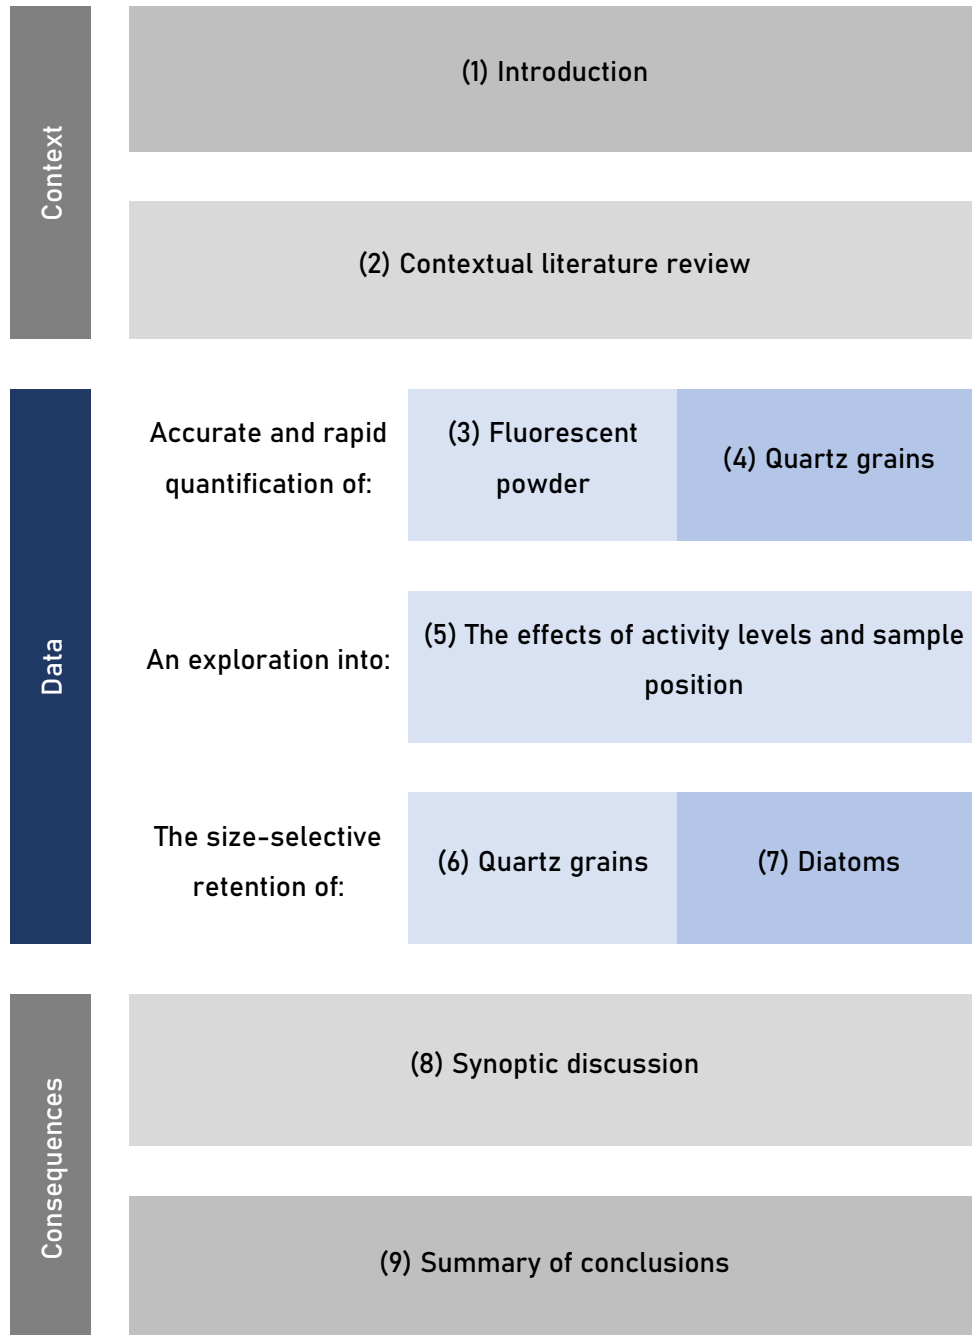 Context
(1) Introduction
(2) Contextual literature review
Data
Accurate and rapid
quantification of:
(3) Fluorescent
powder
(4) Quartz grains
An exploration into:
(5) The effects of activity levels and sample
position
The size-selective
retention of:
(6) Quartz grains
(7) Diatoms
Consequences
(8) Synoptic discussion
(9) Summary of conclusions